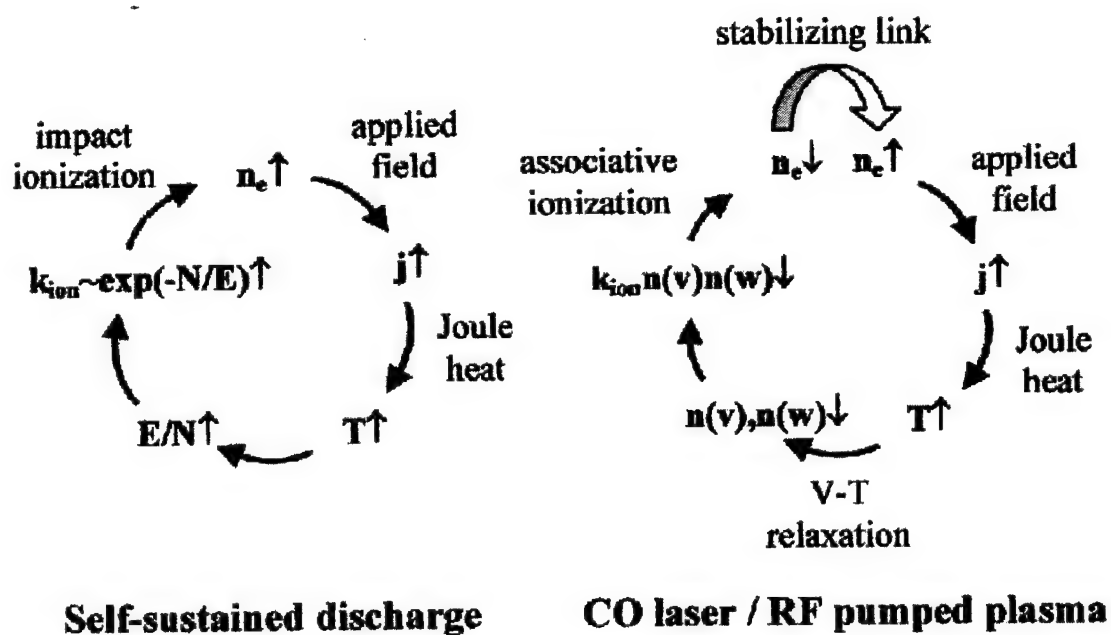 stabilizing link
impact
ionization
n_e↑
applied
field
j↑
Joule
heat
T↑
E/N↑
k_ion~exp(-N/E)↑
associative
ionization
n_e↓ n_e↑
applied
field
j↑
Joule
heat
T↑
V-T
relaxation
n(v),n(w)↓
k_ion n(v)n(w)↓
Self-sustained discharge
CO laser / RF pumped plasma